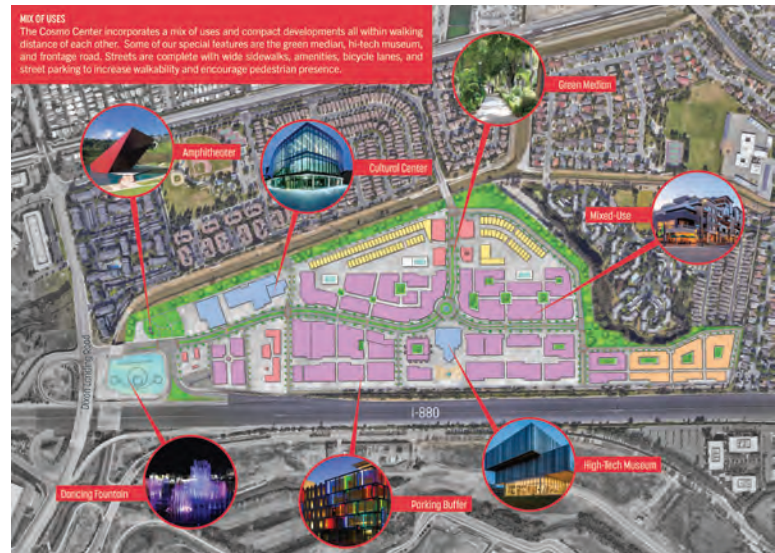 MIX OF USES
The Cosmo Center incorporates a mix of uses and compact developments all within walking
distance of each other. Some of our special features are the green median, hi-tech museum,
and frontage road. Streets are complete with wide sidewalks, amenities, bicycle lanes, and
street parking to increase walkability and encourage pedestrian presence.
Green Median
Amphitheater
Cultural Center
Mixed-Use
Dixon Landing Road
I-880
High-Tech Museum
Dancing Fountain
Parking Buffer